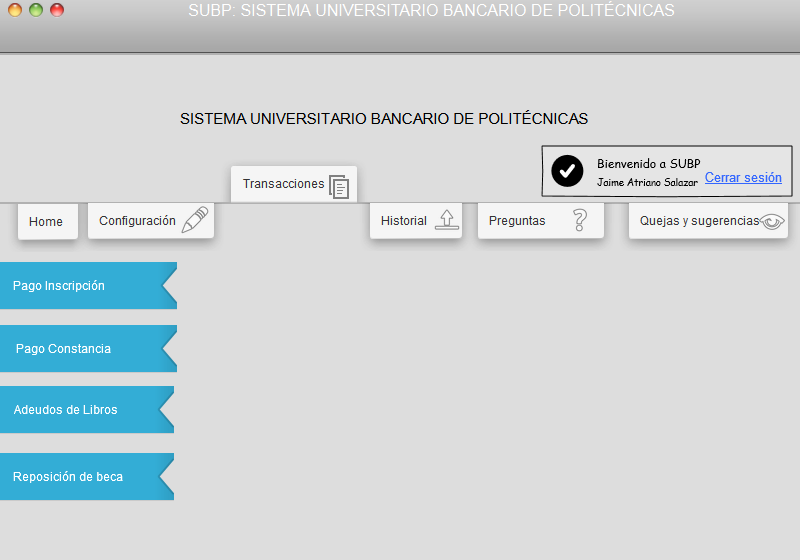 SUBP: SISTEMA UNIVERSITARIO BANCARIO DE POLITÉCNICAS
SISTEMA UNIVERSITARIO BANCARIO DE POLITÉCNICAS
Bienvenido a SUBP
Jaime Atriano Salazar
Cerrar sesión
Transacciones
Home
Configuración
Historial
Preguntas
Quejas y sugerencias
Pago Inscripción
Pago Constancia
Adeudos de Libros
Reposición de beca